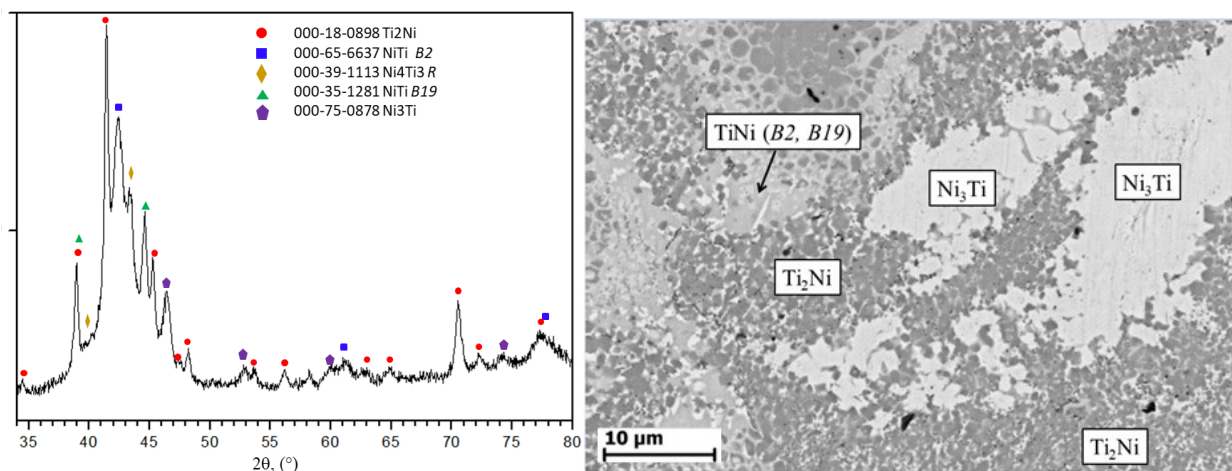 000-18-0898 Ti2Ni
000-65-6637 NiTi B2
000-39-1113 Ni4Ti3 R
000-35-1281 NiTi B19
000-75-0878 Ni3Ti
35 40 45 50 55 60 65 70 75 80
2θ, (°)
TiNi (B2, B19)
Ni₃Ti
Ni₃Ti
Ti₂Ni
Ti₂Ni
10 µm